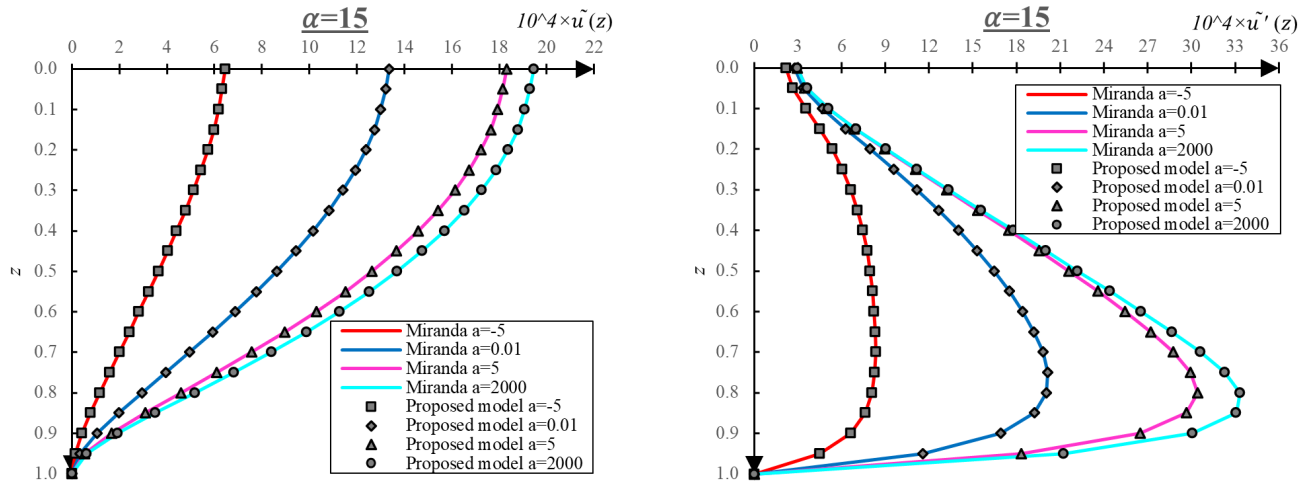 α=15
10^4×u˜(z)
0 2 4 6 8 10 12 14 16 18 20 22
0.0
0.1
0.2
0.3
0.4
z
0.5
0.6
0.7
0.8
0.9
1.0
Miranda a=-5
Miranda a=0.01
Miranda a=5
Miranda a=2000
Proposed model a=-5
Proposed model a=0.01
Proposed model a=5
Proposed model a=2000
α=15
10^4×u˜'(z)
0 3 6 9 12 15 18 21 24 27 30 33 36
0.0
0.1
0.2
0.3
0.4
z
0.5
0.6
0.7
0.8
0.9
1.0
Miranda a=-5
Miranda a=0.01
Miranda a=5
Miranda a=2000
Proposed model a=-5
Proposed model a=0.01
Proposed model a=5
Proposed model a=2000